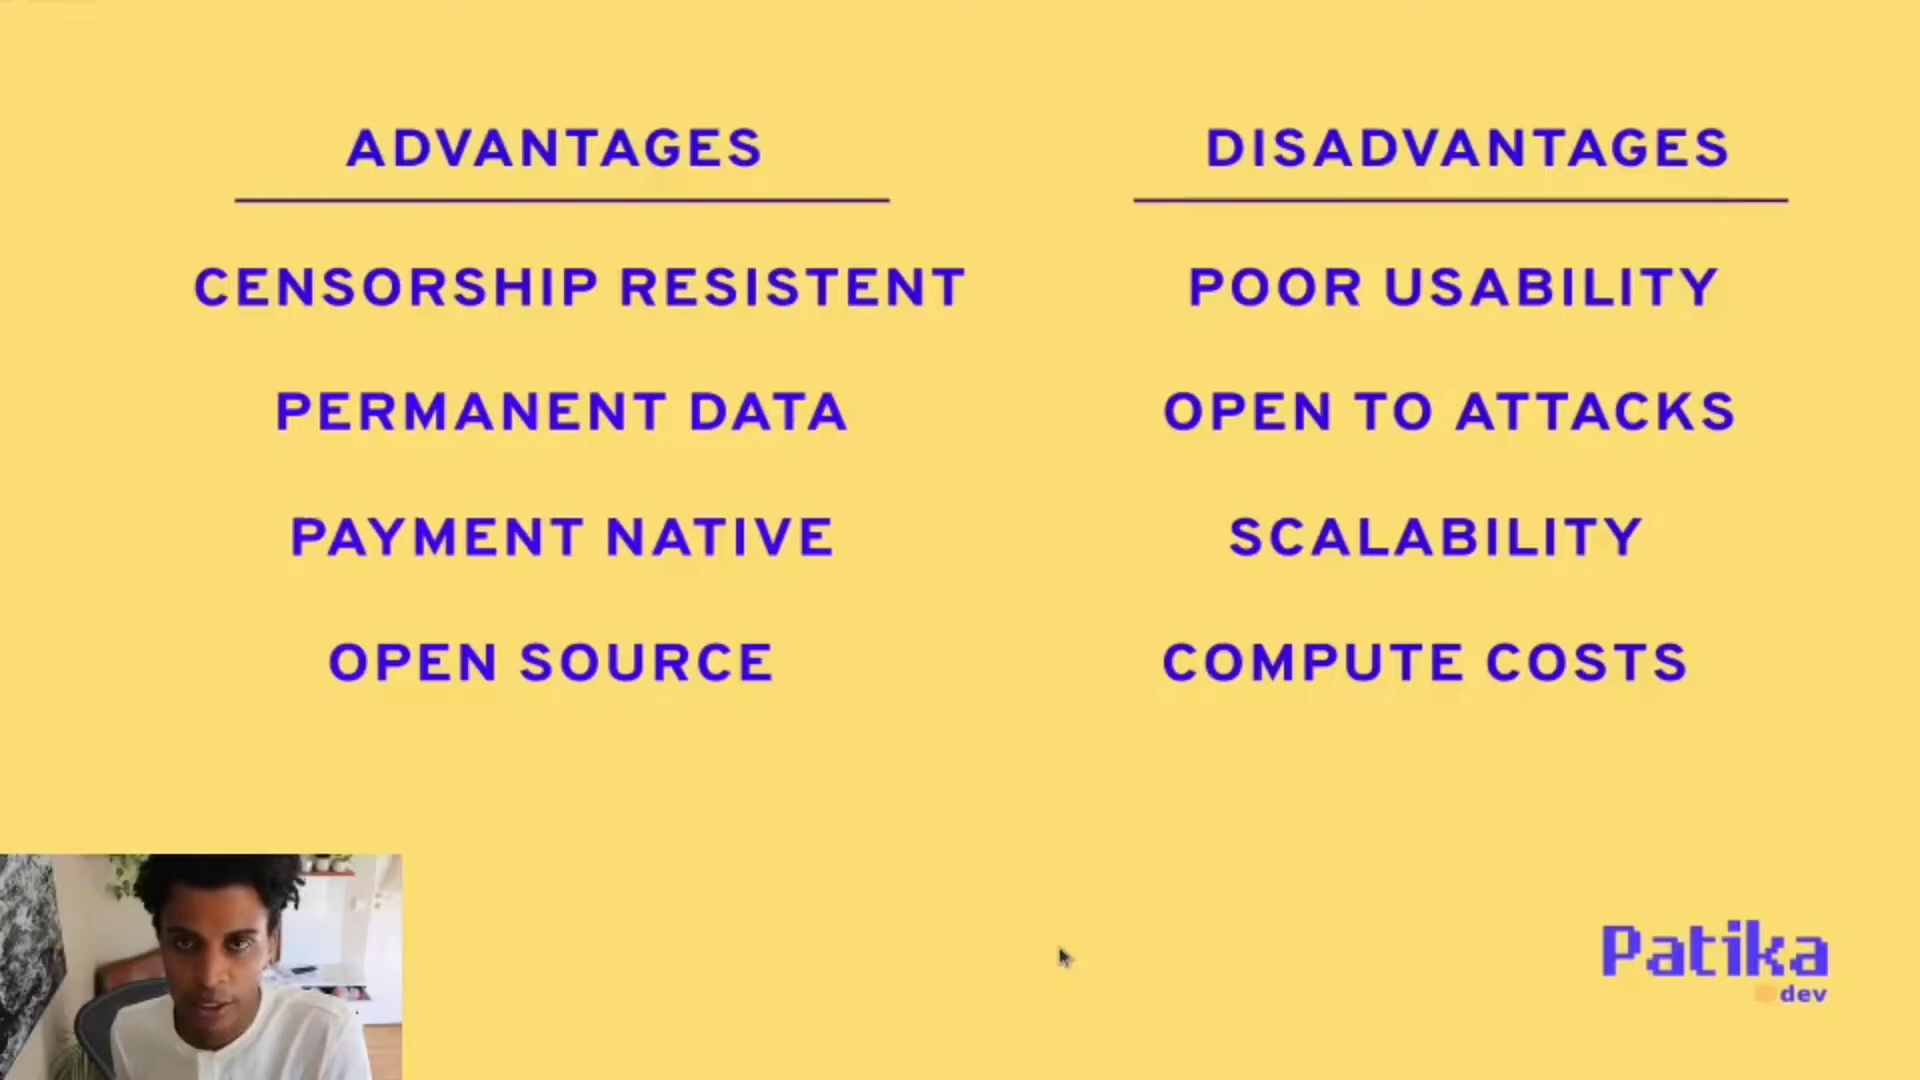 ADVANTAGES
CENSORSHIP RESISTENT
PERMANENT DATA
PAYMENT NATIVE
OPEN SOURCE
DISADVANTAGES
POOR USABILITY
OPEN TO ATTACKS
SCALABILITY
COMPUTE COSTS
Patika
dev